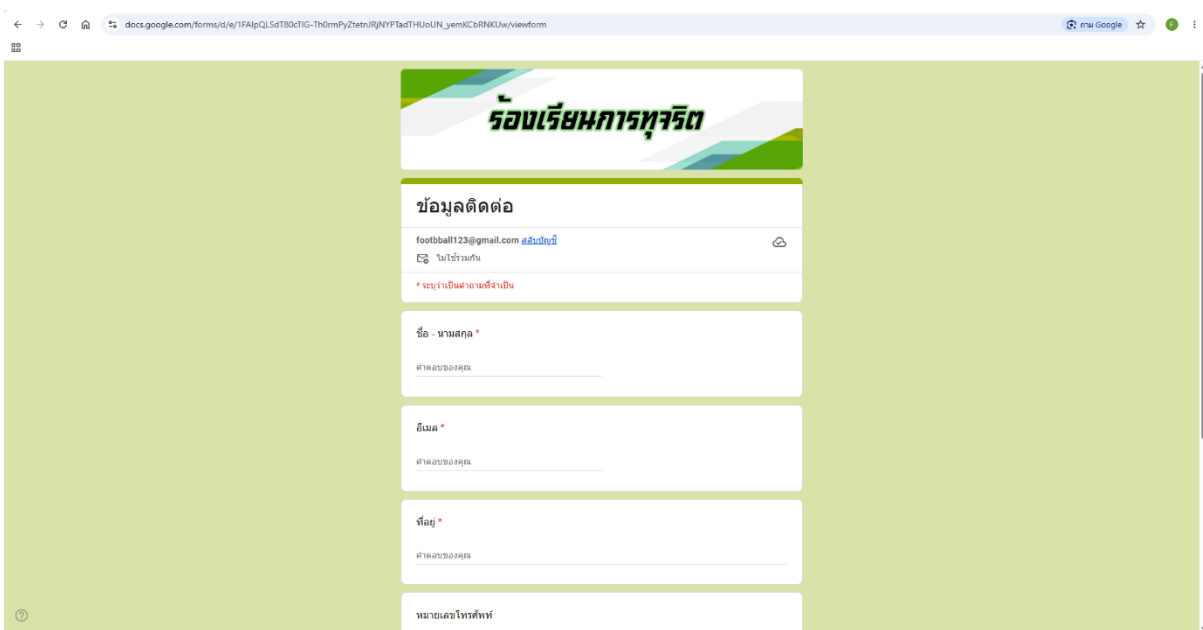 docs.google.com/forms/d/e/1FAIpQLSdT80cTlG-Th0rmPyZtetnJRjNYPTadTHUoUN_yemKCbRNKUw/viewform
ถาม Google
F
ร้องเรียนการทุจริต
ข้อมูลติดต่อ
footbball123@gmail.com สลับบัญชี
ไม่ใช้ร่วมกัน
* ระบุว่าเป็นคำถามที่จำเป็น
ชื่อ - นามสกุล *
คำตอบของคุณ
อีเมล *
คำตอบของคุณ
ที่อยู่ *
คำตอบของคุณ
หมายเลขโทรศัพท์